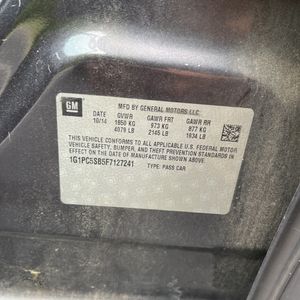 GM
MFD BY GENERAL MOTORS LLC
DATE GVWR GAWR FRT GAWR RR
10/14 1850 KG 973 KG 877 KG
4079 LB 2145 LB 1934 LB
THIS VEHICLE CONFORMS TO ALL APPLICABLE U.S. FEDERAL MOTOR
VEHICLE SAFETY, BUMPER, AND THEFT PREVENTION STANDARDS IN EFFECT
ON THE DATE OF MANUFACTURE SHOWN ABOVE.
1G1PC5SB5F7127241 TYPE: PASS CAR